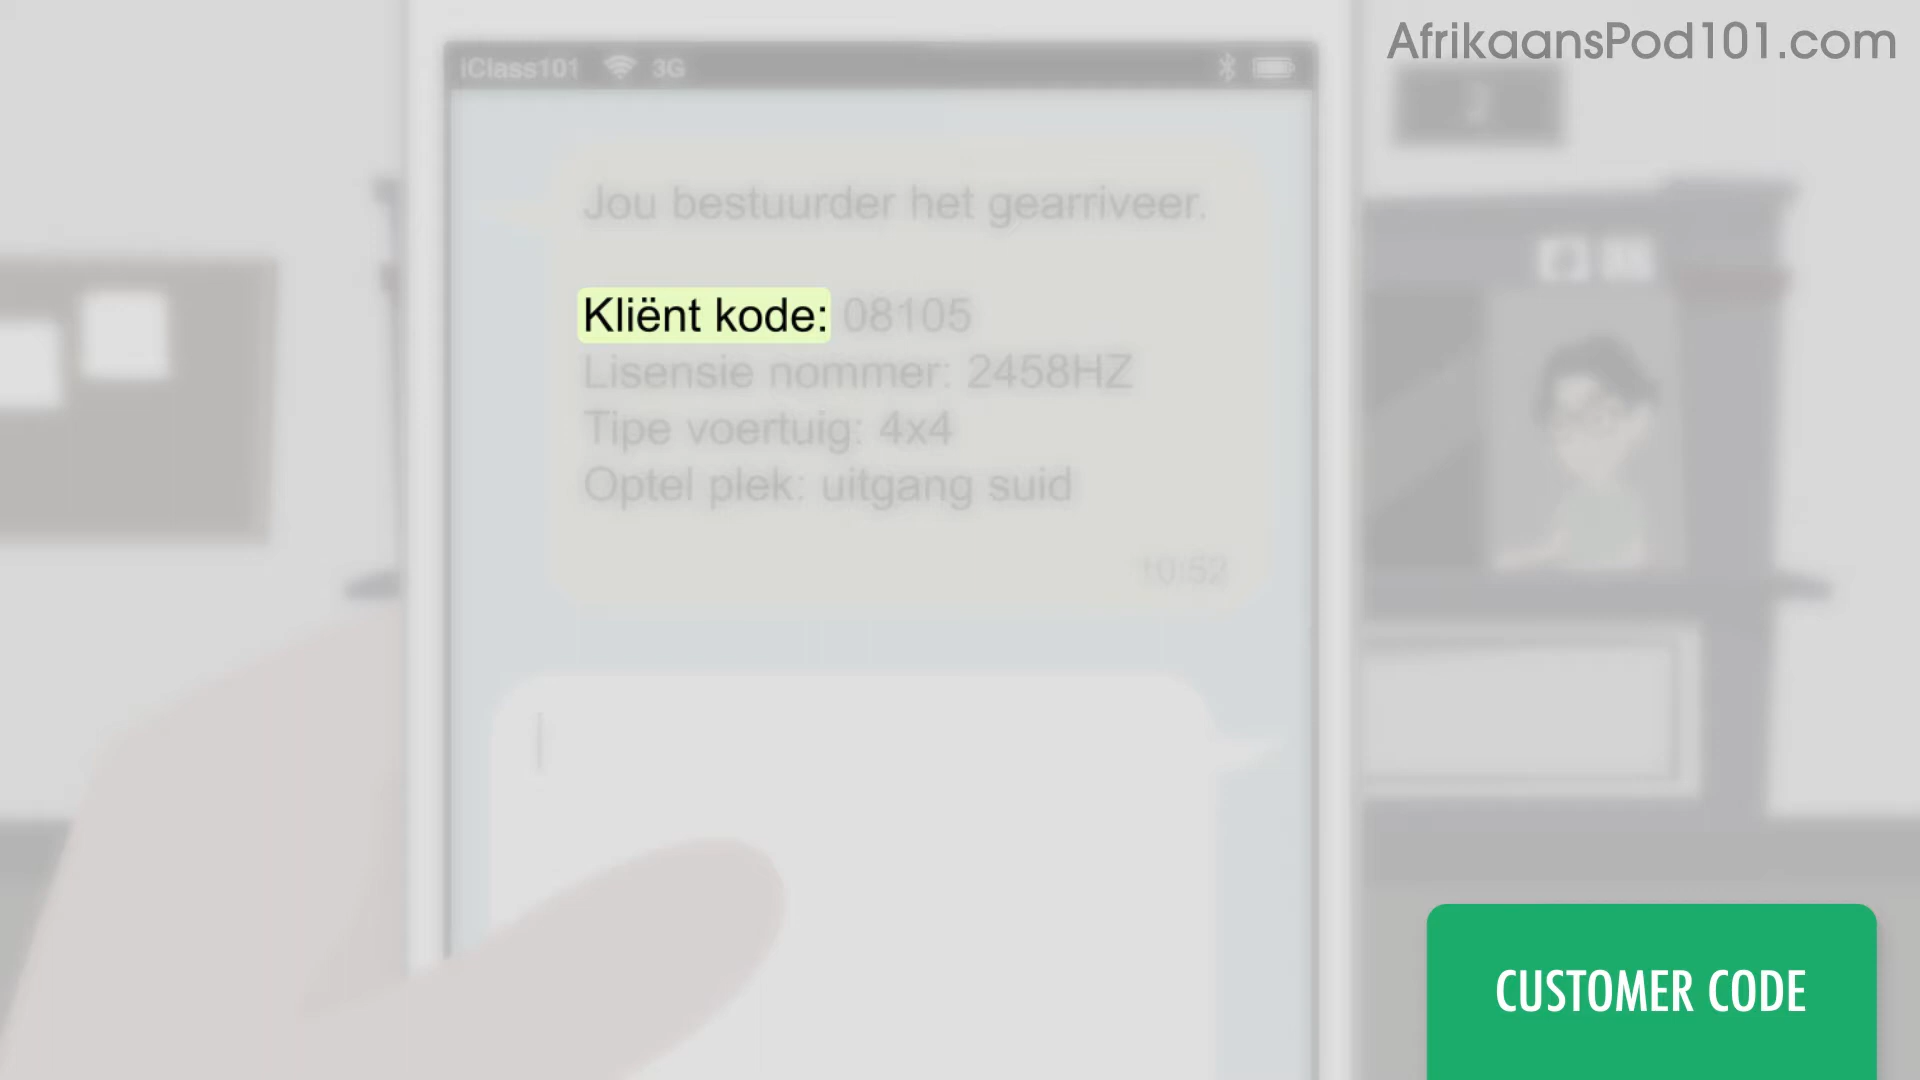 AfrikaansPod101.com
iClass101 3G
2
Jou bestuurder het gearriveer.
Kliënt kode: 08105
Lisensie nommer: 2458HZ
Tipe voertuig: 4x4
Optel plek: uitgang suid
10:52
CUSTOMER CODE